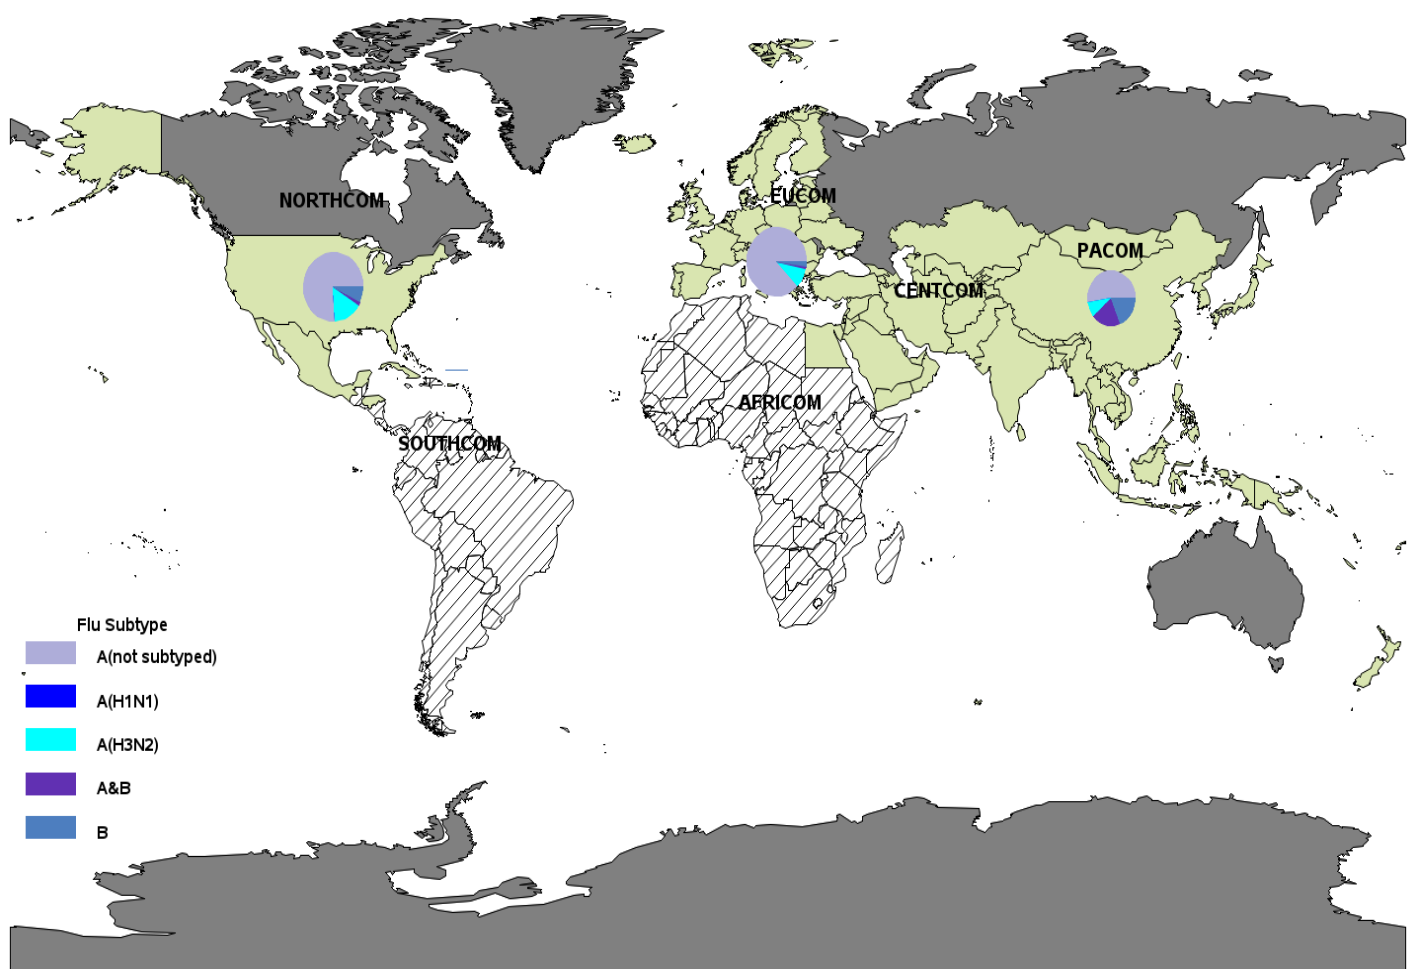 NORTHCOM
EUCOM
PACOM
CENTCOM
AFRICOM
SOUTHCOM
Flu Subtype
A(not subtyped)
A(H1N1)
A(H3N2)
A&B
B